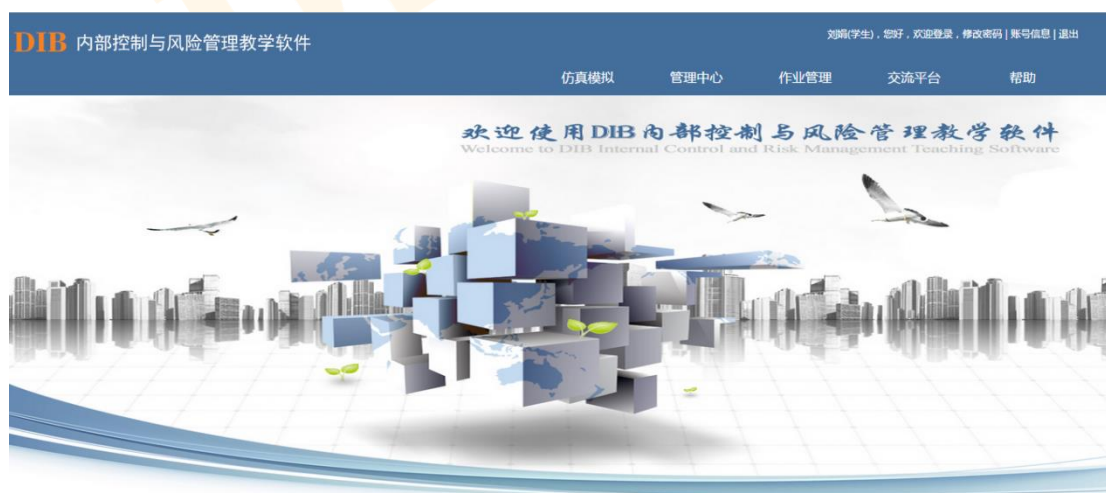 DIB 内部控制与风险管理教学软件
刘娟(学生)，您好，欢迎登录，修改密码 | 账号信息 | 退出
仿真模拟 管理中心 作业管理 交流平台 帮助
欢迎使用DIB内部控制与风险管理教学软件
Welcome to DIB Internal Control and Risk Management Teaching Software